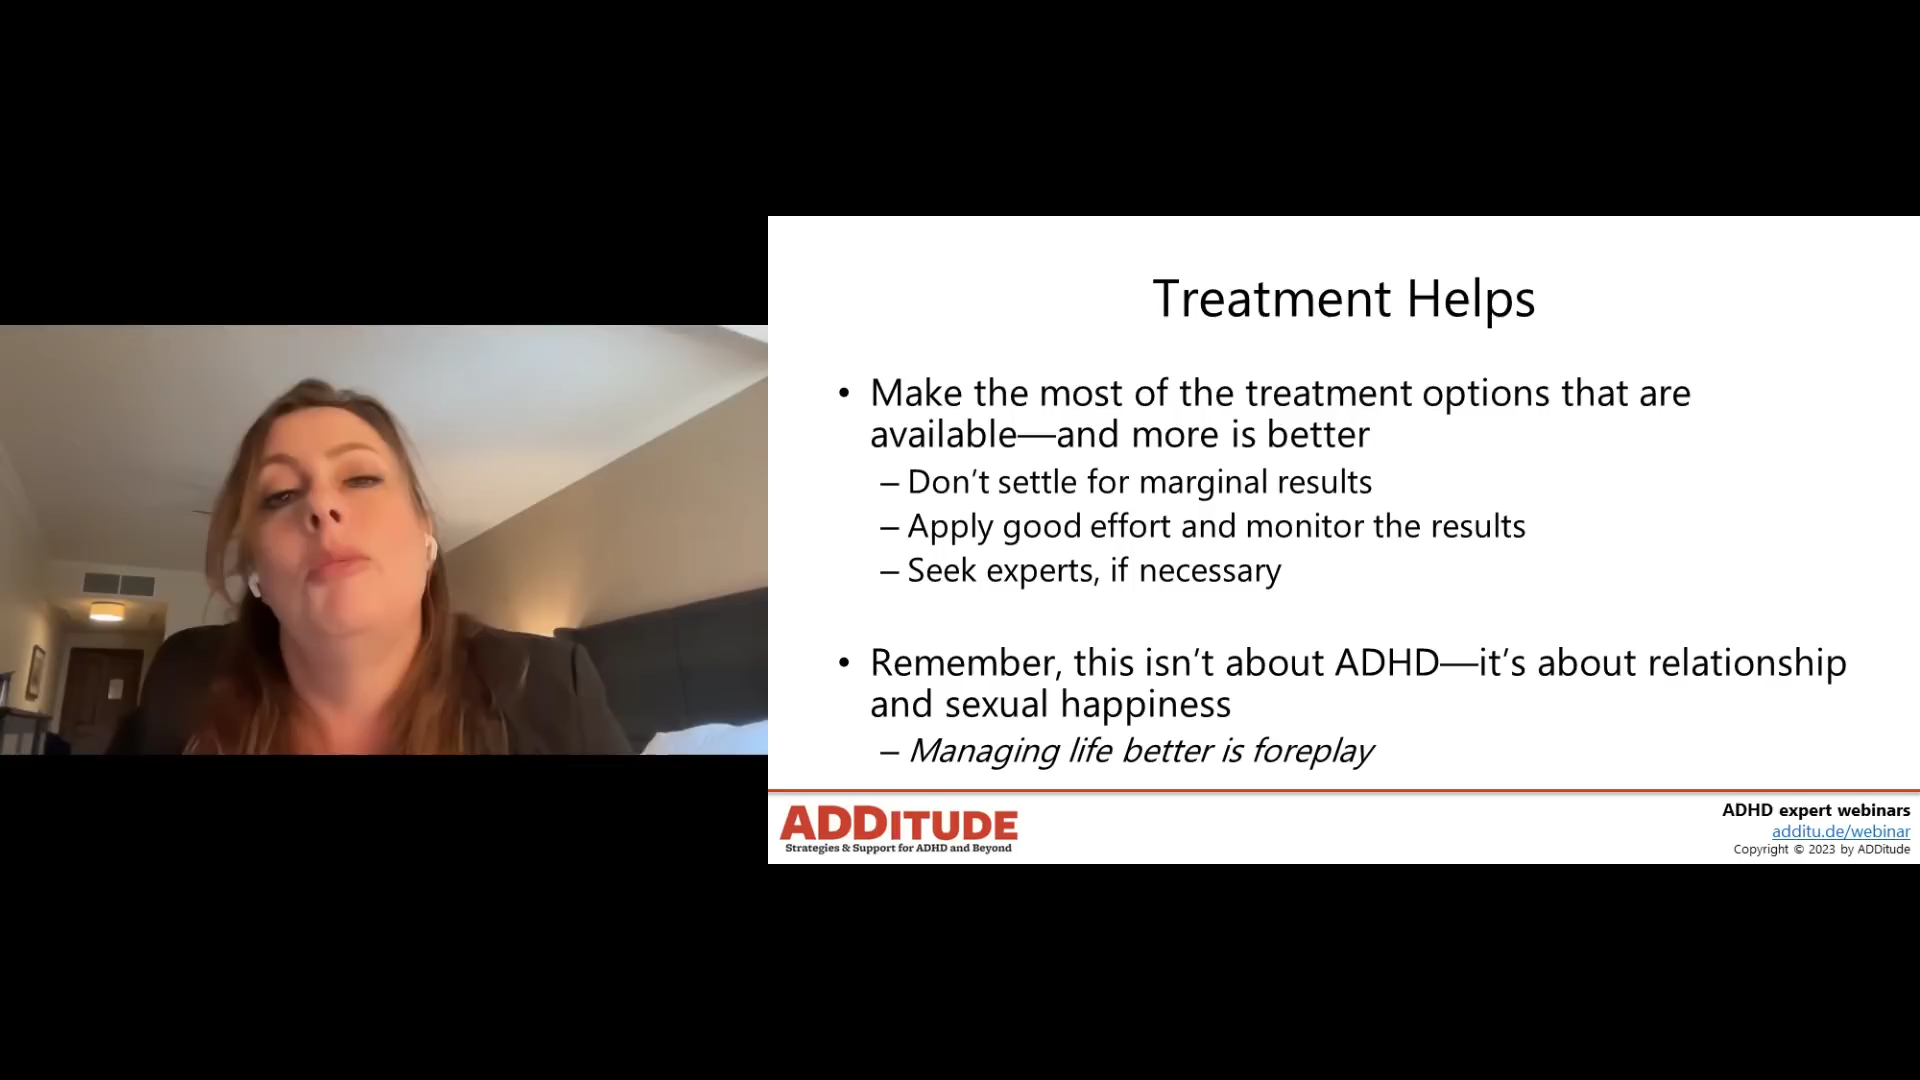 Treatment Helps
• Make the most of the treatment options that are
available—and more is better
– Don’t settle for marginal results
– Apply good effort and monitor the results
– Seek experts, if necessary
• Remember, this isn’t about ADHD—it’s about relationship
and sexual happiness
– Managing life better is foreplay
ADDITUDE
Strategies & Support for ADHD and Beyond
ADHD expert webinars
additu.de/webinar
Copyright © 2023 by ADDitude